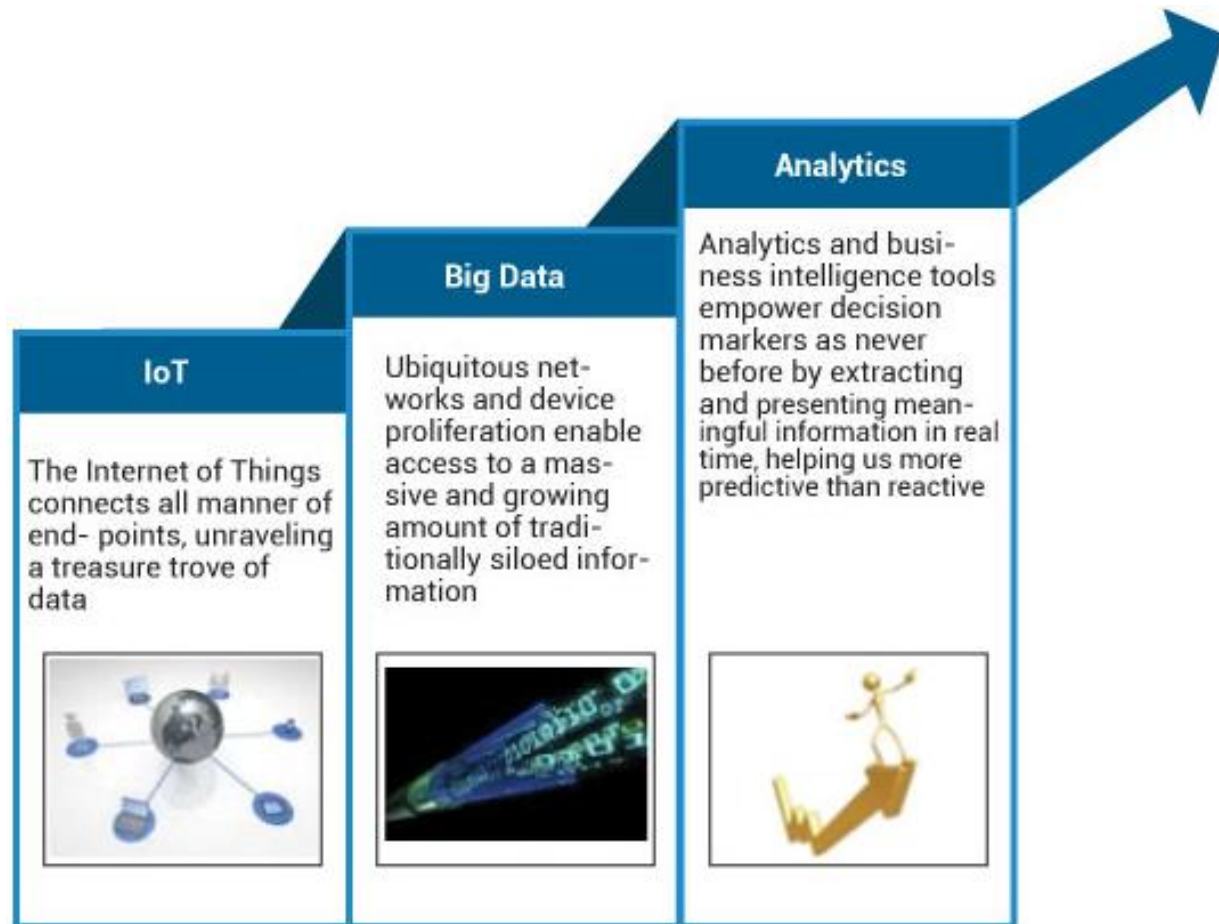 IoT
The Internet of Things
connects all manner of
end- points, unraveling
a treasure trove of
data
Big Data
Ubiquitous net-
works and device
proliferation enable
access to a mas-
sive and growing
amount of tradi-
tionally siloed infor-
mation
Analytics
Analytics and busi-
ness intelligence tools
empower decision
markers as never
before by extracting
and presenting mean-
ingful information in real
time, helping us more
predictive than reactive